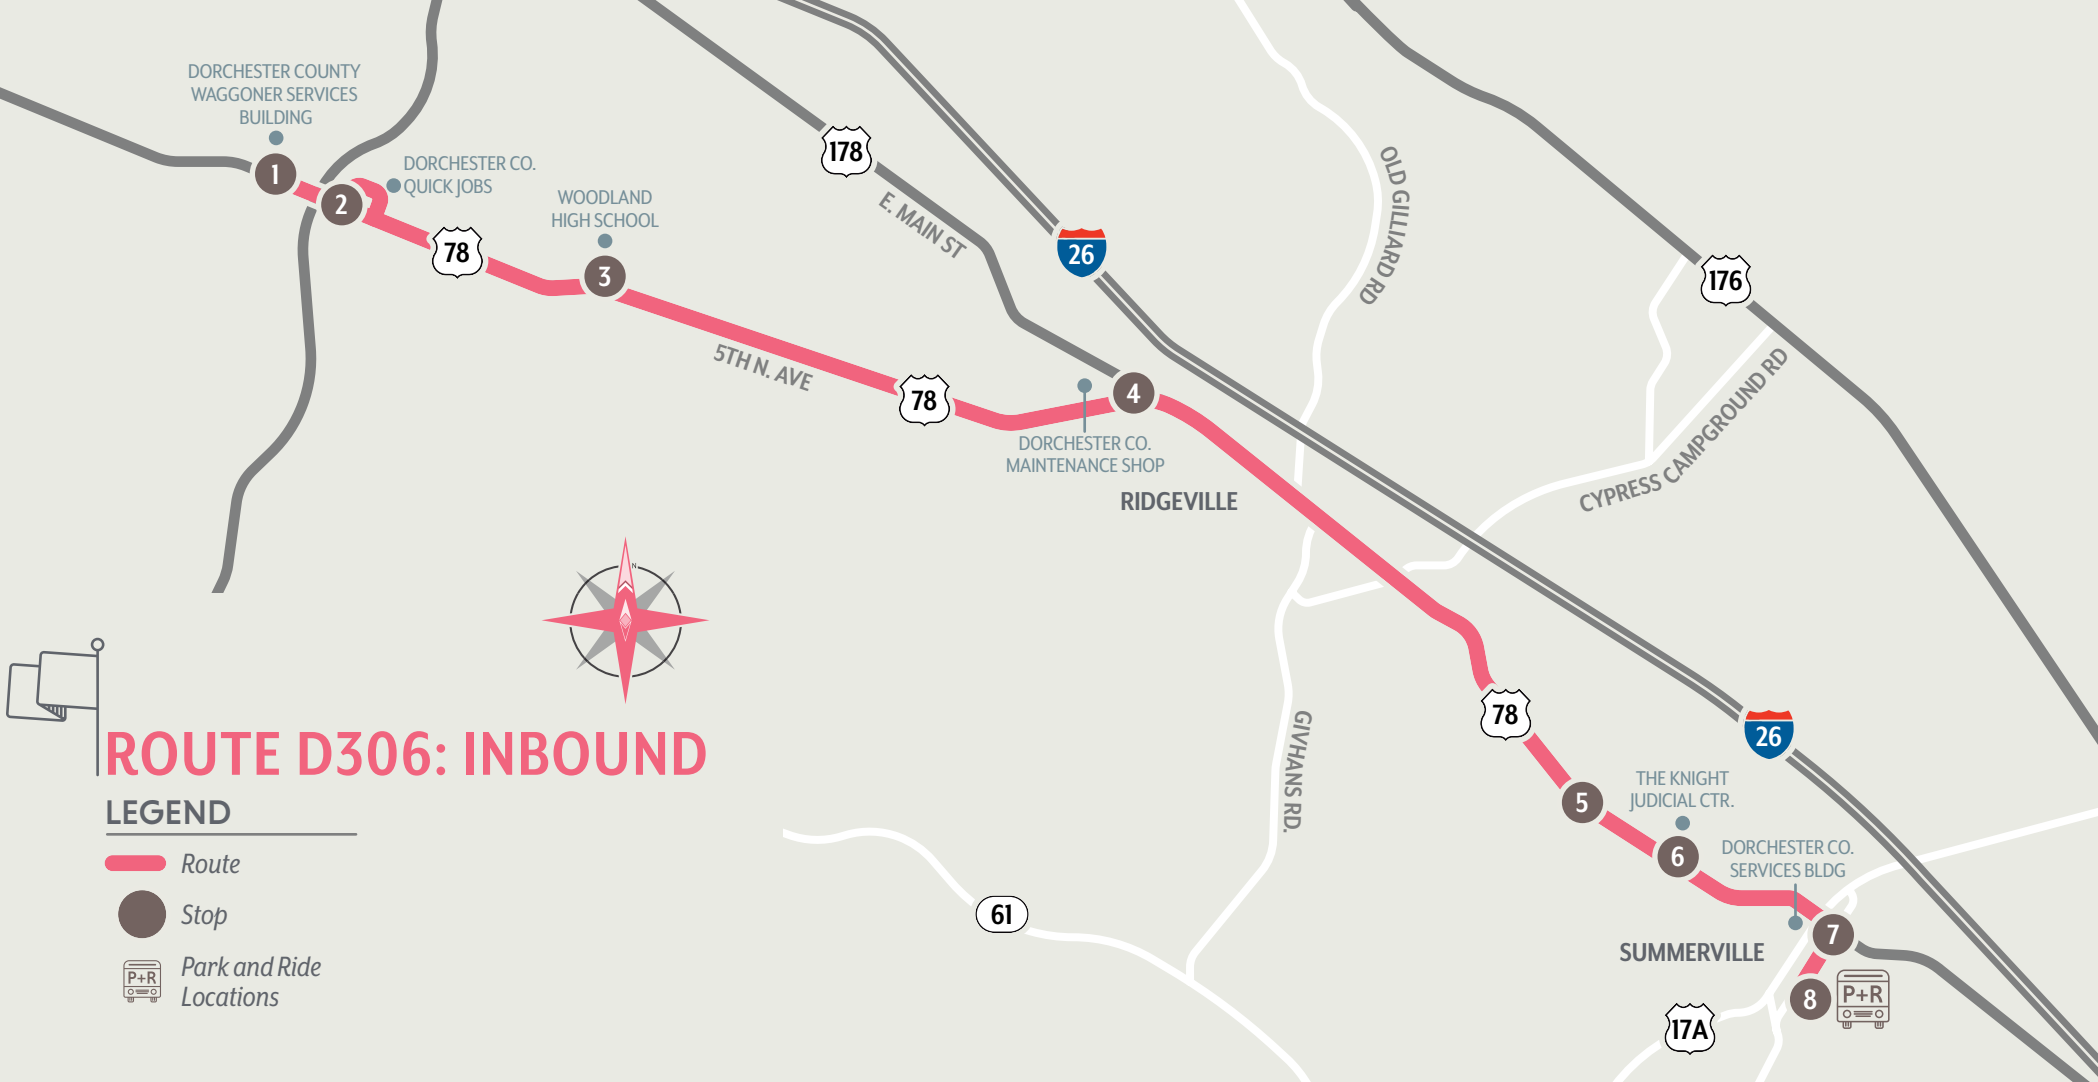 DORCHESTER COUNTY
WAGGONER SERVICES
BUILDING
1
2
DORCHESTER CO.
QUICK JOBS
78
WOODLAND
HIGH SCHOOL
3
5TH N. AVE
78
178
E. MAIN ST
26
OLD GILLIARD RD
176
CYPRESS CAMPGROUND RD
4
DORCHESTER CO.
MAINTENANCE SHOP
RIDGEVILLE
N
78
GIVHANS RD.
26
5
THE KNIGHT
JUDICIAL CTR.
6
DORCHESTER CO.
SERVICES BLDG
7
SUMMERVILLE
8
P+R
17A
61
ROUTE D306: INBOUND
LEGEND
Route
Stop
P+R
Park and Ride
Locations